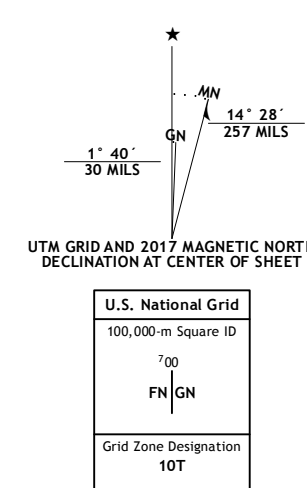 ★
MN
14° 28´
257 MILS
GN
1° 40´
30 MILS
UTM GRID AND 2017 MAGNETIC NORT
DECLINATION AT CENTER OF SHEET
U.S. National Grid
100,000-m Square ID
⁷00
FN GN
Grid Zone Designation
10T